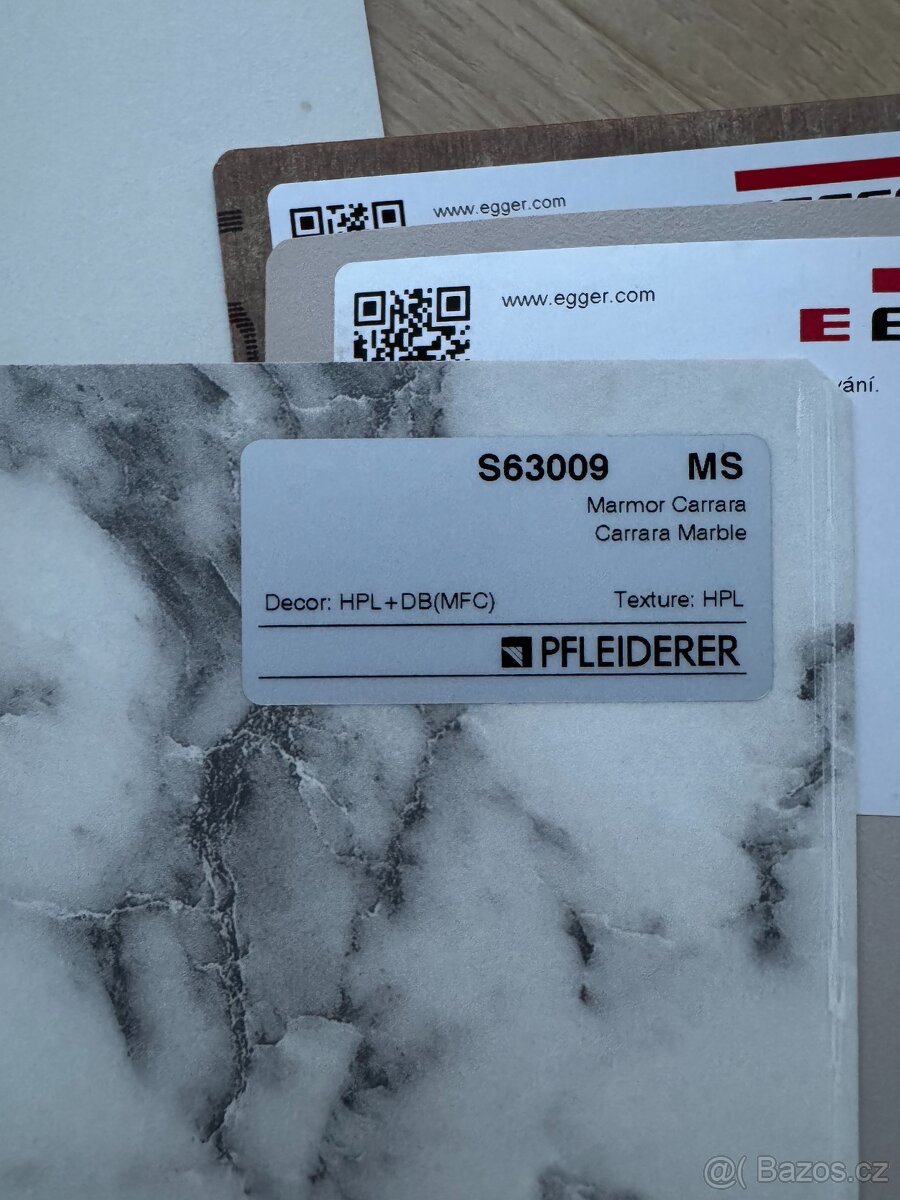 www.egger.com
www.egger.com
E
vání.
S63009 MS
Marmor Carrara
Carrara Marble
Decor: HPL+DB(MFC) Texture: HPL
PFLEIDERER
@( Bazos.cz